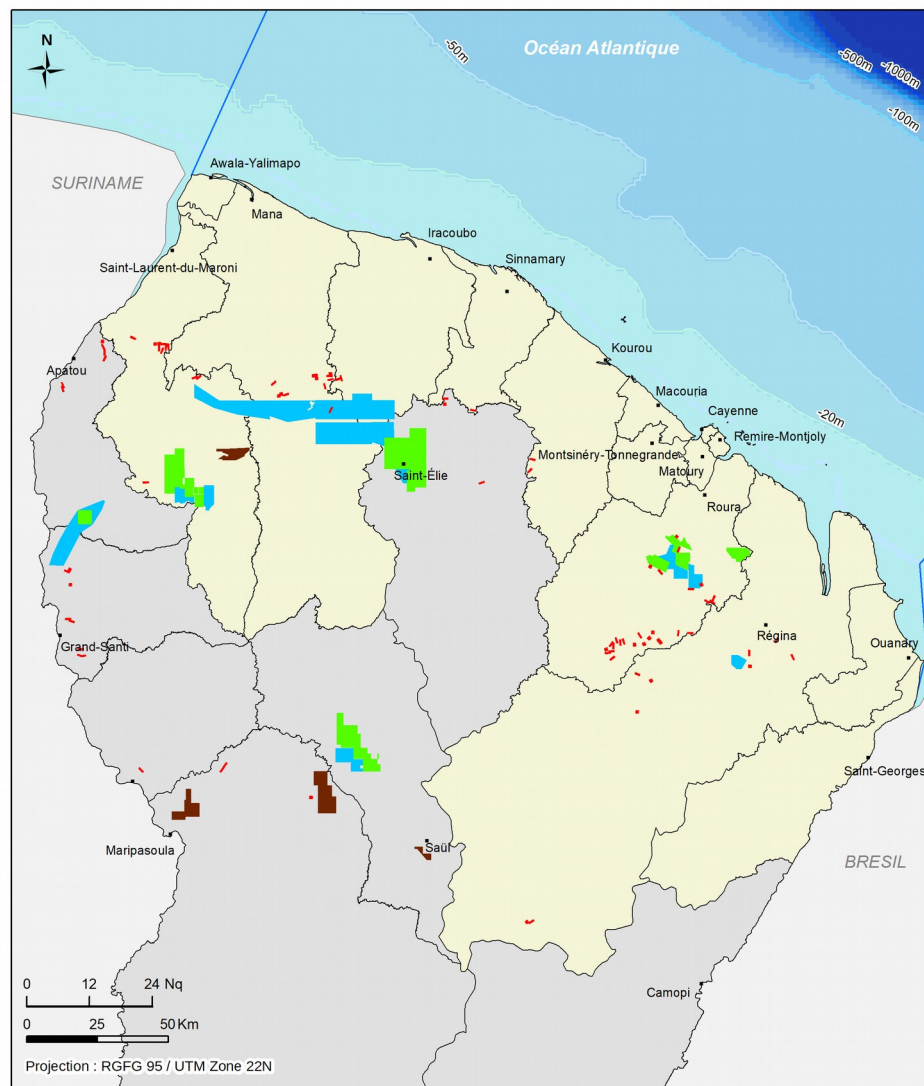 N
Océan Atlantique
-50m
-500m
-1000m
-100m
SURINAME
Awala-Yalimapo
Mana
Iracoubo
Saint-Laurent-du-Maroni
Sinnamary
Apatou
Kourou
Macouria
-20m
Cayenne
Remire-Montjoly
Montsinéry-Tonnegrande
Matoury
Saint-Élie
Roura
Régina
Grand-Santi
Ouanary
Saint-Georges
Maripasoula
Saül
BRESIL
0 12 24 Nq
0 25 50 Km
Camopi
Projection : RGFG 95 / UTM Zone 22N